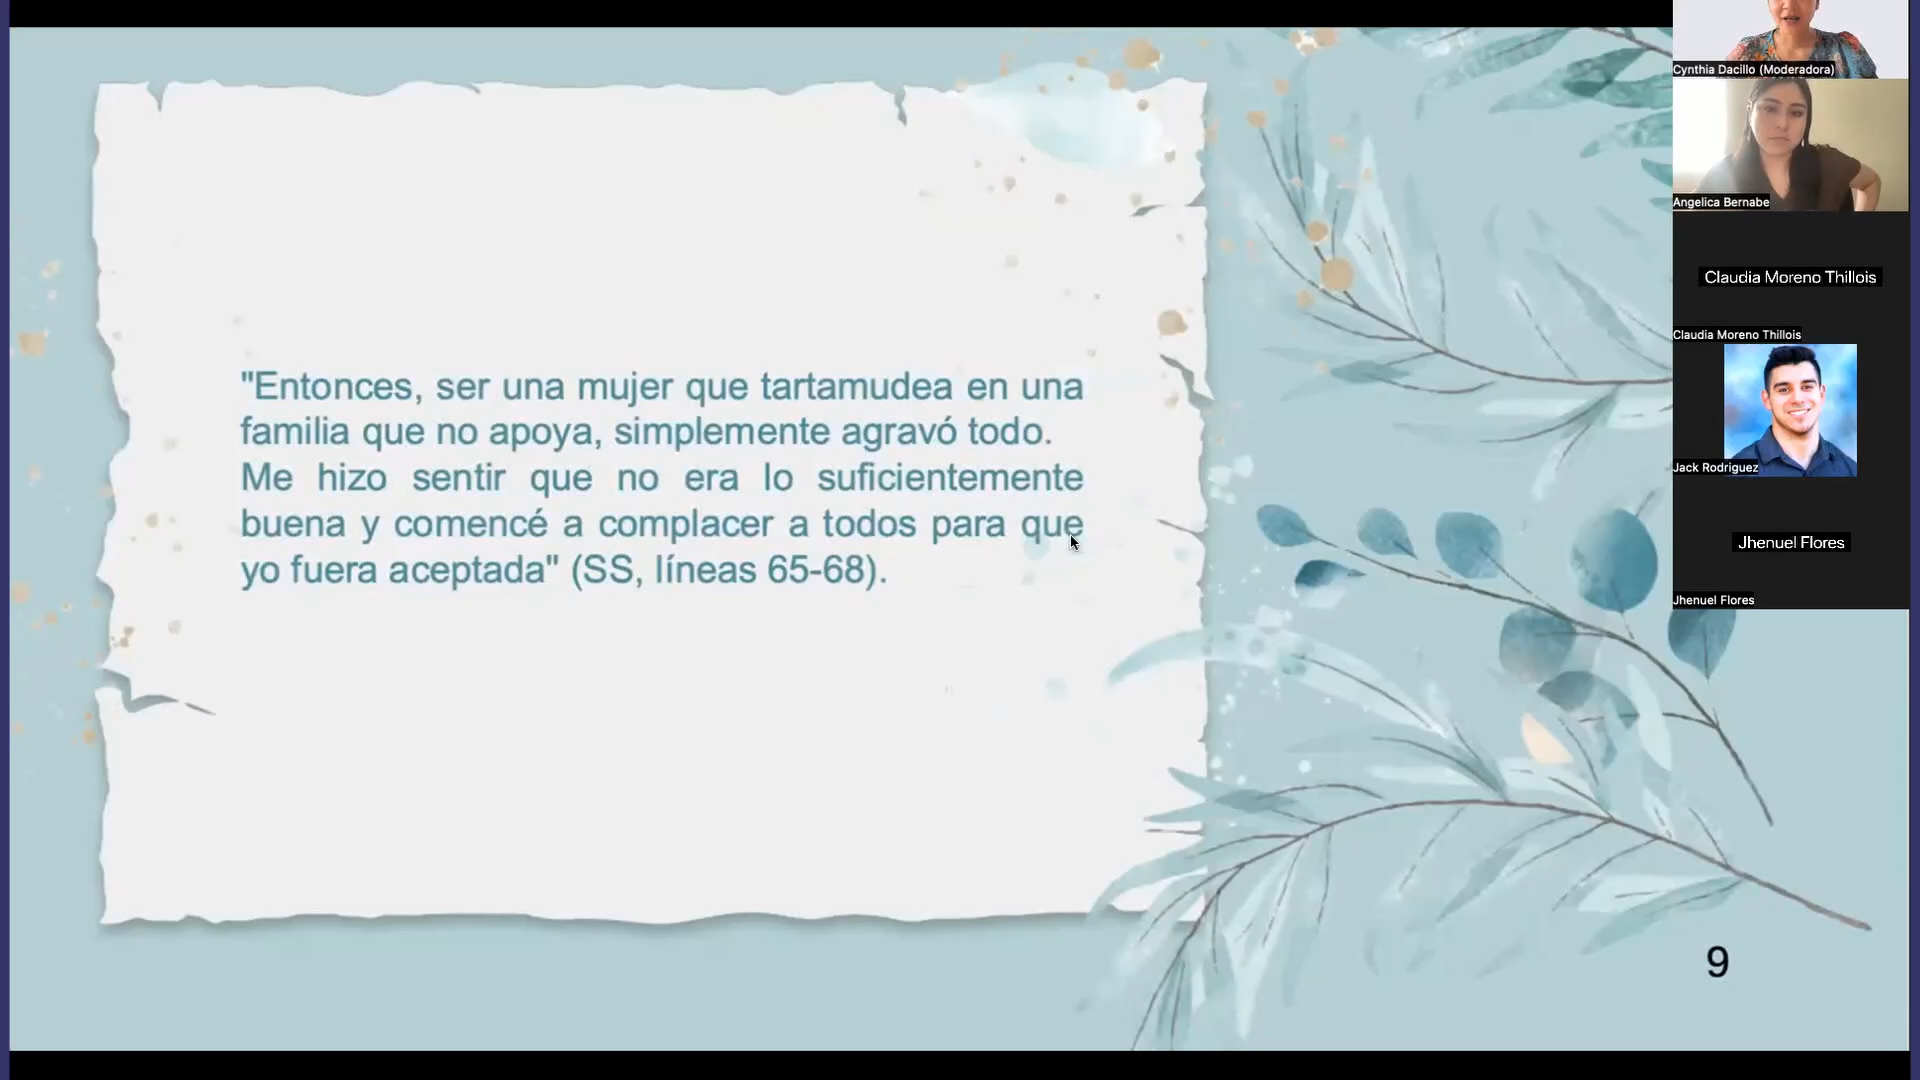 "Entonces, ser una mujer que tartamudea en una
familia que no apoya, simplemente agravó todo.
Me hizo sentir que no era lo suficientemente
buena y comencé a complacer a todos para que
yo fuera aceptada" (SS, líneas 65-68).
9
Cynthia Dacillo (Moderadora)
Angelica Bernabe
Claudia Moreno Thillois
Claudia Moreno Thillois
Jack Rodriguez
Jhenuel Flores
Jhenuel Flores